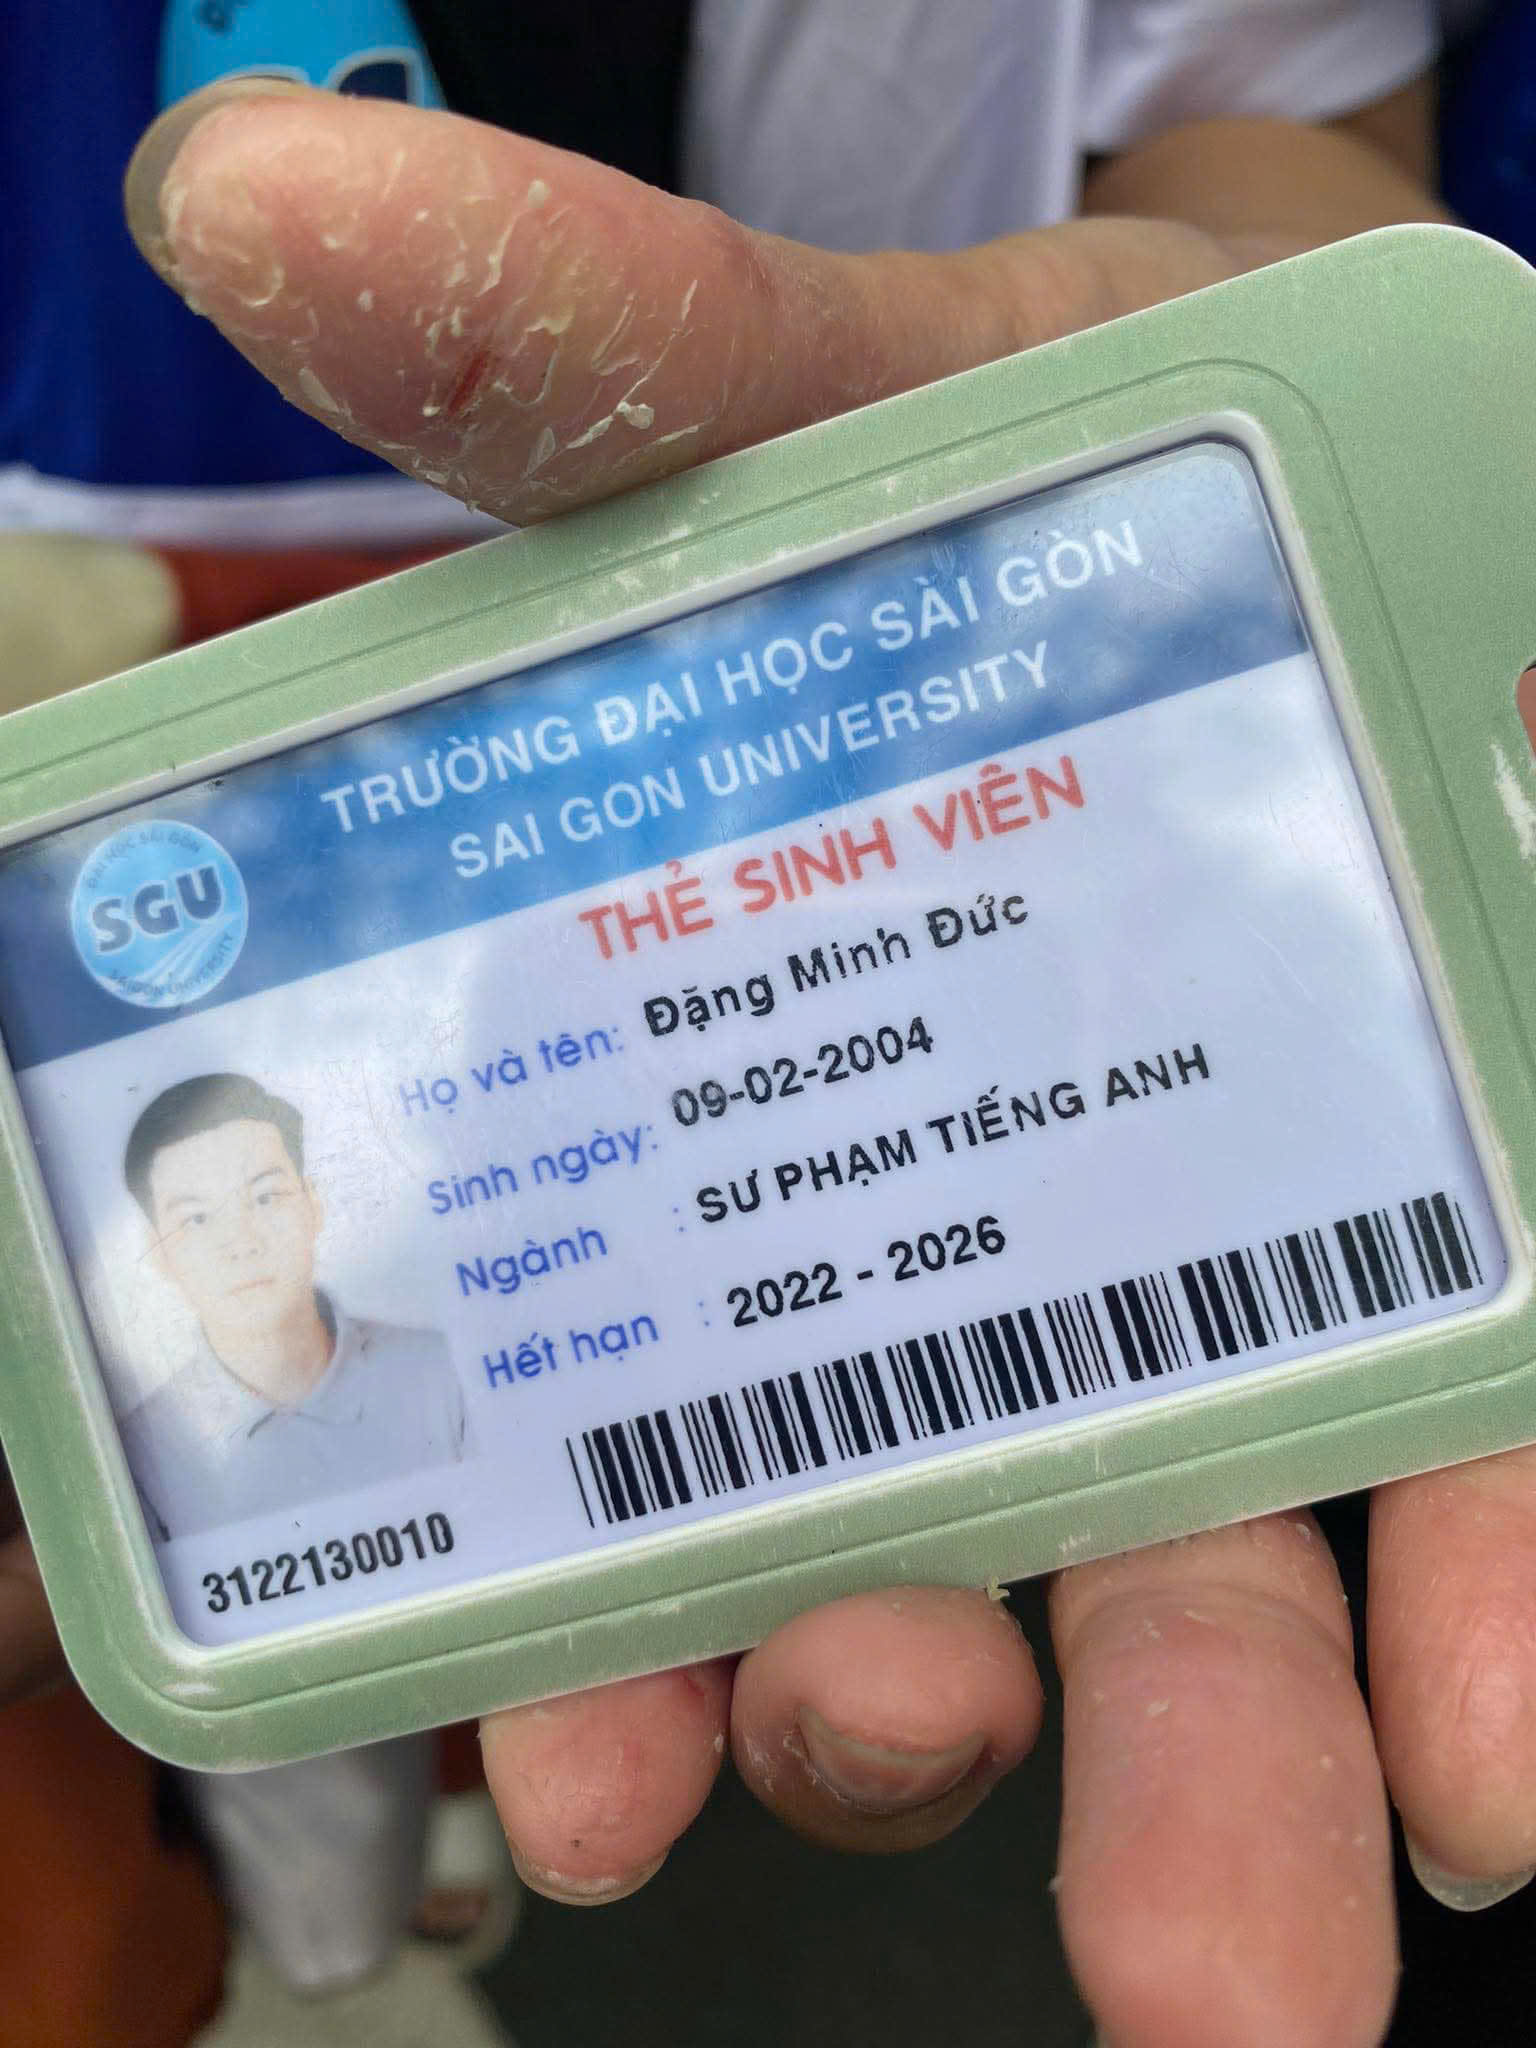 TRƯỜNG ĐẠI HỌC SÀI GÒN
SAI GON UNIVERSITY
ĐẠI HỌC SÀI GÒN
SGU
SAIGON UNIVERSITY
THẺ SINH VIÊN
Họ và tên: Đặng Minh Đức
Sinh ngày: 09-02-2004
Ngành : SƯ PHẠM TIẾNG ANH
Hết hạn : 2022 - 2026
3122130010